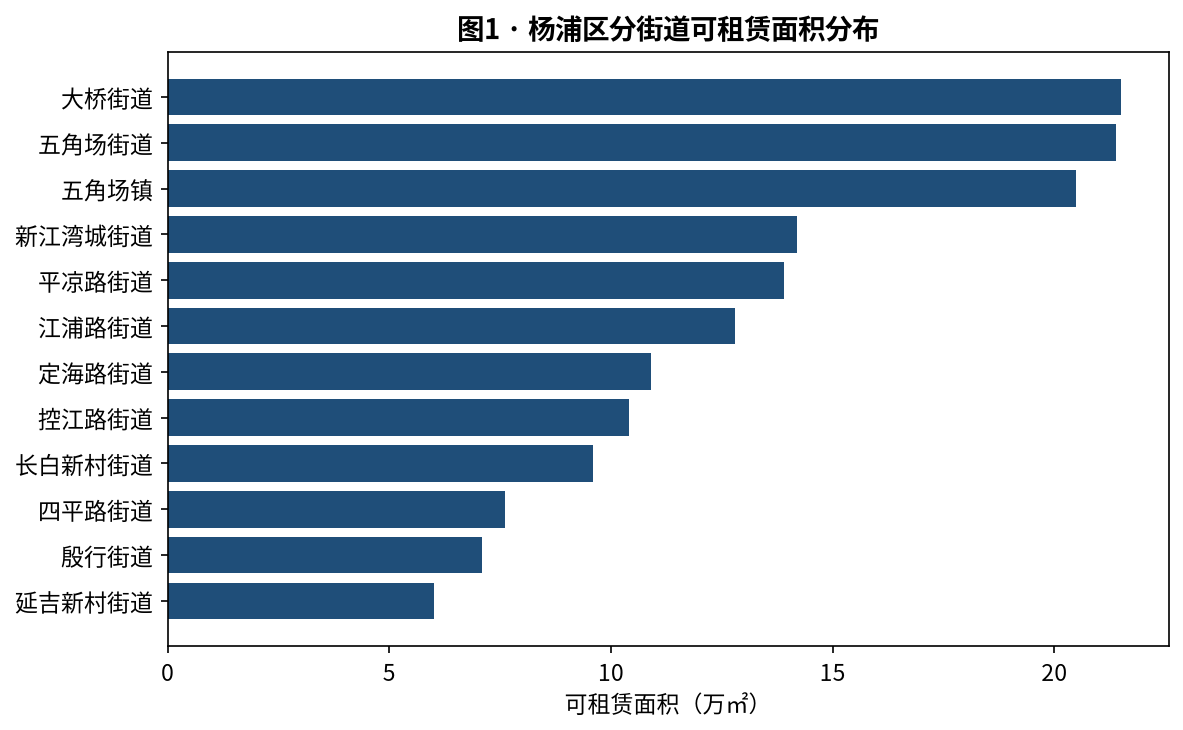 图1 · 杨浦区分街道可租赁面积分布
大桥街道
五角场街道
五角场镇
新江湾城街道
平凉路街道
江浦路街道
定海路街道
控江路街道
长白新村街道
四平路街道
殷行街道
延吉新村街道
0 5 10 15 20
可租赁面积（万㎡）